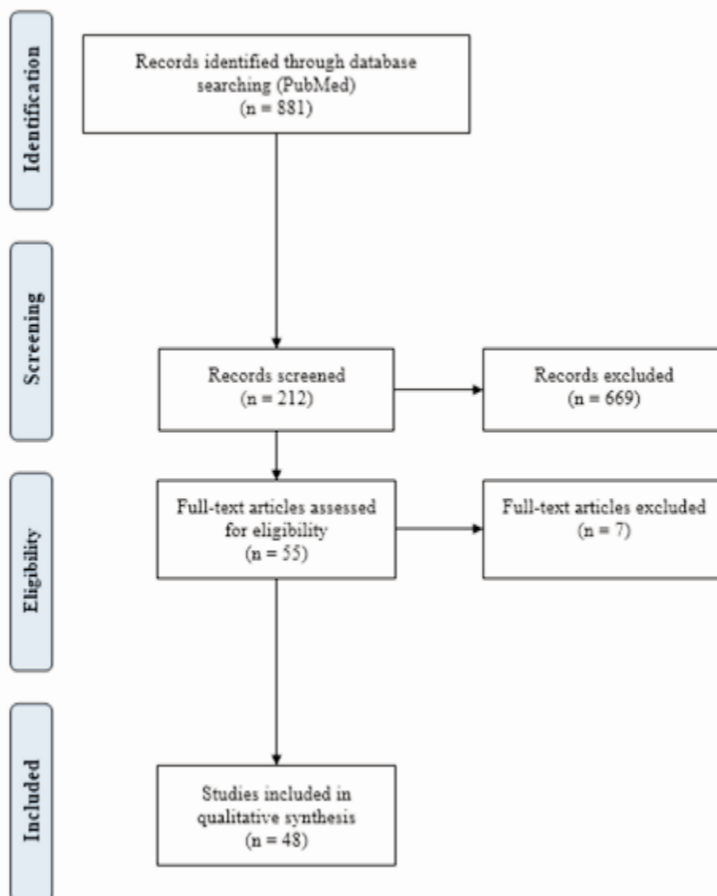 Identification
Records identified through database
searching (PubMed)
(n = 881)
Screening
Records screened
(n = 212)
Records excluded
(n = 669)
Eligibility
Full-text articles assessed
for eligibility
(n = 55)
Full-text articles excluded
(n = 7)
Included
Studies included in
qualitative synthesis
(n = 48)